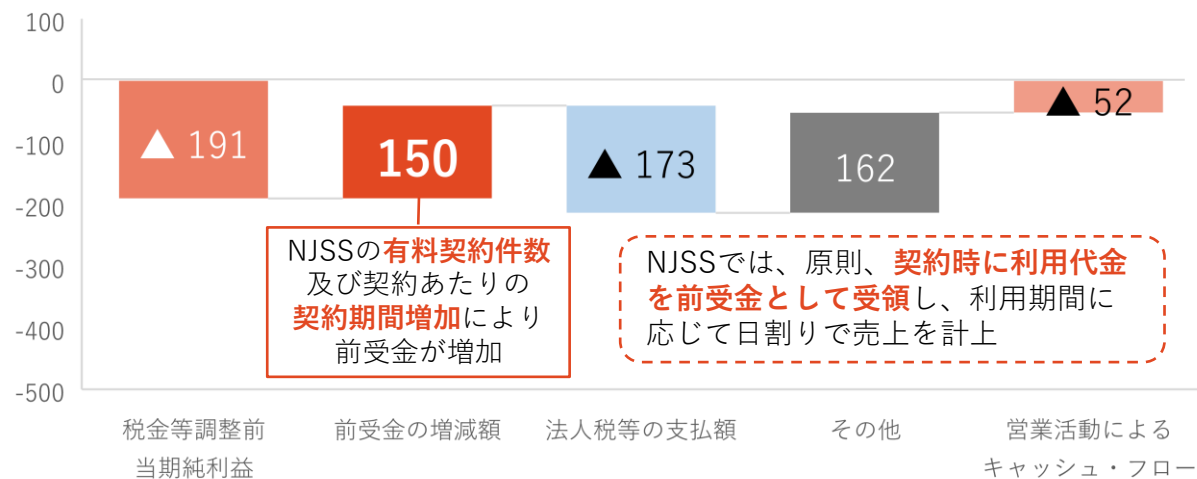 100
0
-100
-200
-300
-400
-500
▲ 191
150
▲ 173
162
▲ 52
NJSSの有料契約件数
及び契約あたりの
契約期間増加により
前受金が増加
NJSSでは、原則、契約時に利用代金
を前受金として受領し、利用期間に
応じて日割りで売上を計上
税金等調整前
当期純利益
前受金の増減額
法人税等の支払額
その他
営業活動による
キャッシュ・フロー